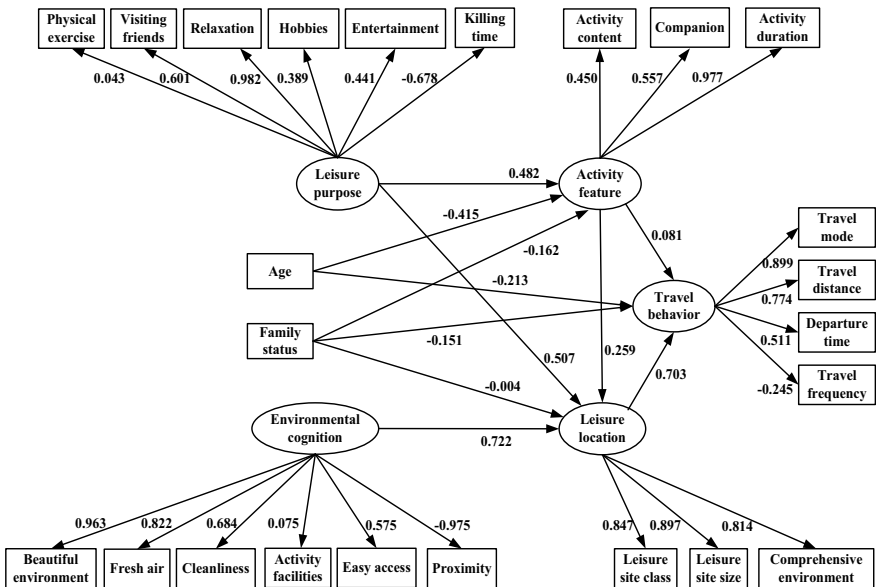 Physical
exercise
Visiting
friends
Relaxation
Hobbies
Entertainment
Killing
time
Activity
content
Companion
Activity
duration
0.043
0.601
0.982
0.389
0.441
-0.678
0.450
0.557
0.977
Leisure
purpose
0.482
Activity
feature
-0.415
-0.162
0.081
Travel
mode
0.899
Age
-0.213
Travel
behavior
Travel
distance
0.774
Family
status
-0.151
Departure
time
0.511
0.507
0.259
0.703
-0.004
Travel
frequency
-0.245
Environmental
cognition
0.722
Leisure
location
0.963
0.822
0.684
0.075
0.575
-0.975
0.847
0.897
0.814
Beautiful
environment
Fresh air
Cleanliness
Activity
facilities
Easy access
Proximity
Leisure
site class
Leisure
site size
Comprehensive
environment